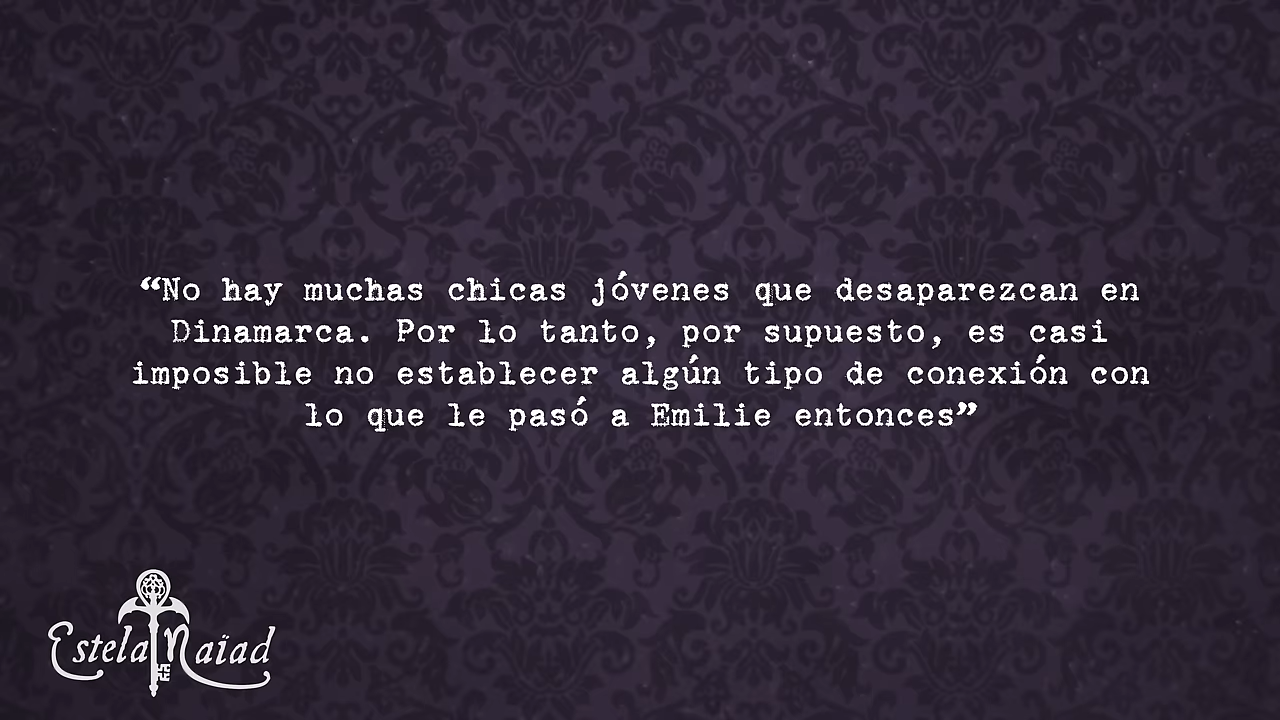 “No hay muchas chicas jóvenes que desaparezcan en
Dinamarca. Por lo tanto, por supuesto, es casi
imposible no establecer algún tipo de conexión con
lo que le pasó a Emilie entonces”
Estela Naïad